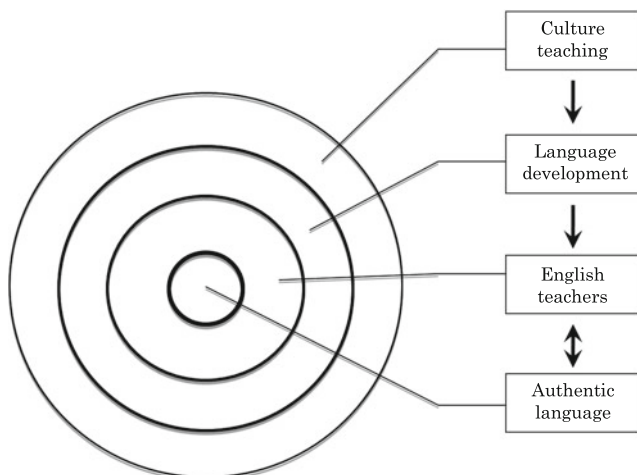 Culture
teaching
Language
development
English
teachers
Authentic
language